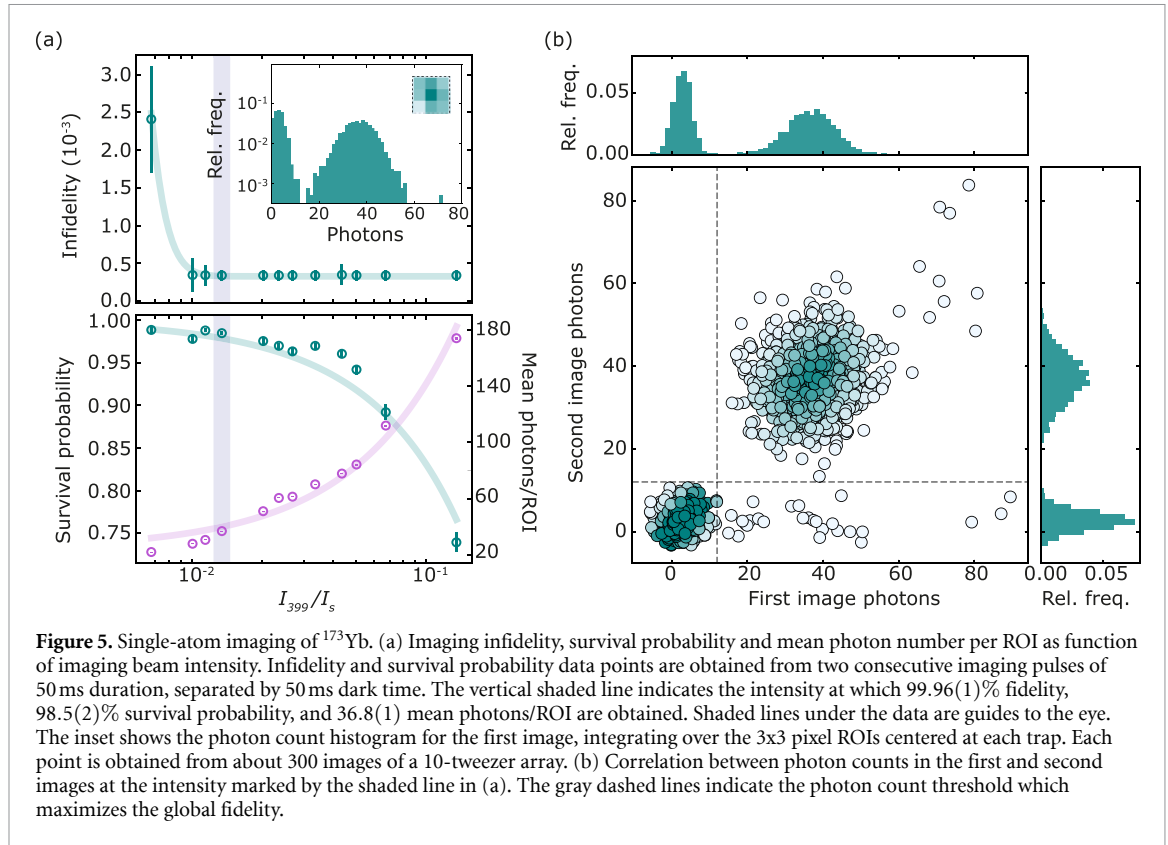 (a)
(b)
3.0
2.5
2.0
1.5
1.0
0.5
0.0
Infidelity (10⁻³)
Rel. freq.
10⁻¹
10⁻²
10⁻³
0 20 40 60 80
Photons
1.00
0.95
0.90
0.85
0.80
0.75
Survival probability
180
140
100
60
20
Mean photons/ROI
10⁻² 10⁻¹
I₃₉₉/Iₛ
Rel. freq.
0.05
0.00
80
60
40
20
0
Second image photons
0 20 40 60 80
First image photons
0.00 0.05
Rel. freq.
Figure 5. Single-atom imaging of ¹⁷³Yb. (a) Imaging infidelity, survival probability and mean photon number per ROI as function
of imaging beam intensity. Infidelity and survival probability data points are obtained from two consecutive imaging pulses of
50 ms duration, separated by 50 ms dark time. The vertical shaded line indicates the intensity at which 99.96(1)% fidelity,
98.5(2)% survival probability, and 36.8(1) mean photons/ROI are obtained. Shaded lines under the data are guides to the eye.
The inset shows the photon count histogram for the first image, integrating over the 3x3 pixel ROIs centered at each trap. Each
point is obtained from about 300 images of a 10-tweezer array. (b) Correlation between photon counts in the first and second
images at the intensity marked by the shaded line in (a). The gray dashed lines indicate the photon count threshold which
maximizes the global fidelity.